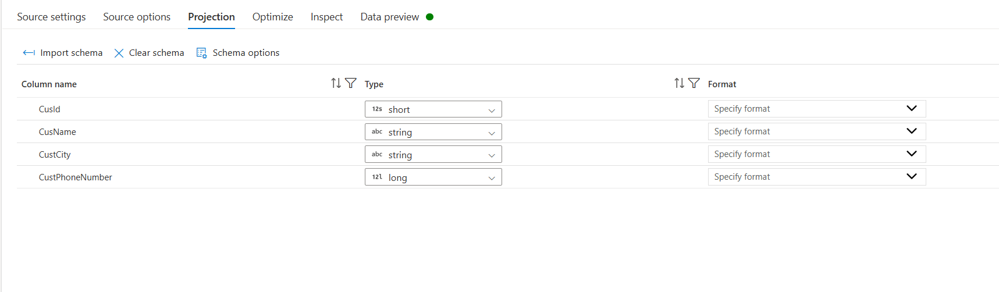 Source settings Source options Projection Optimize Inspect Data preview
Import schema Clear schema Schema options
Column name Type Format
CusId 12s short Specify format
CusName abc string Specify format
CustCity abc string Specify format
CustPhoneNumber 12l long Specify format